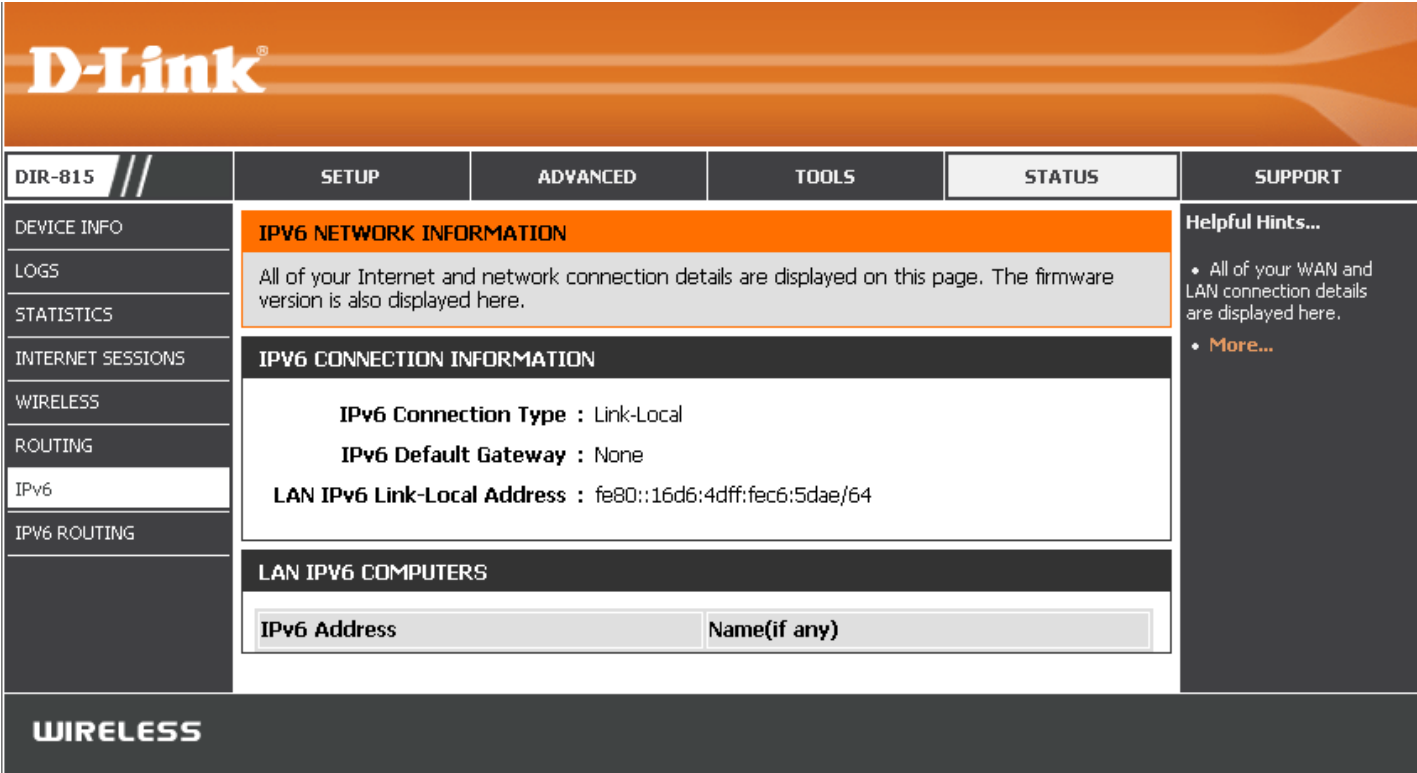 D-Link®
DIR-815
SETUP
ADVANCED
TOOLS
STATUS
SUPPORT
DEVICE INFO
LOGS
STATISTICS
INTERNET SESSIONS
WIRELESS
ROUTING
IPv6
IPV6 ROUTING
IPV6 NETWORK INFORMATION
All of your Internet and network connection details are displayed on this page. The firmware
version is also displayed here.
IPV6 CONNECTION INFORMATION
IPv6 Connection Type : Link-Local
IPv6 Default Gateway : None
LAN IPv6 Link-Local Address : fe80::16d6:4dff:fec6:5dae/64
LAN IPV6 COMPUTERS
IPv6 Address
Name(if any)
Helpful Hints...
• All of your WAN and
LAN connection details
are displayed here.
• More...
WIRELESS